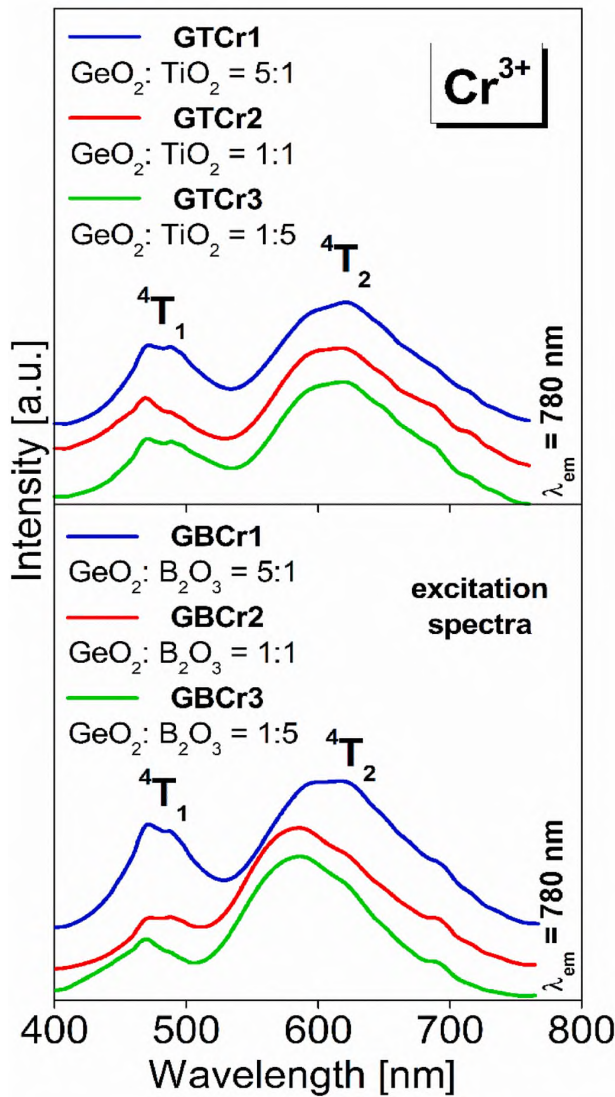 GTCr1
GeO₂: TiO₂ = 5:1
GTCr2
GeO₂: TiO₂ = 1:1
GTCr3
GeO₂: TiO₂ = 1:5
Cr³⁺
⁴T₁
⁴T₂
λem = 780 nm
Intensity [a.u.]
GBCr1
GeO₂: B₂O₃ = 5:1
GBCr2
GeO₂: B₂O₃ = 1:1
GBCr3
GeO₂: B₂O₃ = 1:5
excitation
spectra
⁴T₁
⁴T₂
λem = 780 nm
400 500 600 700 800
Wavelength [nm]